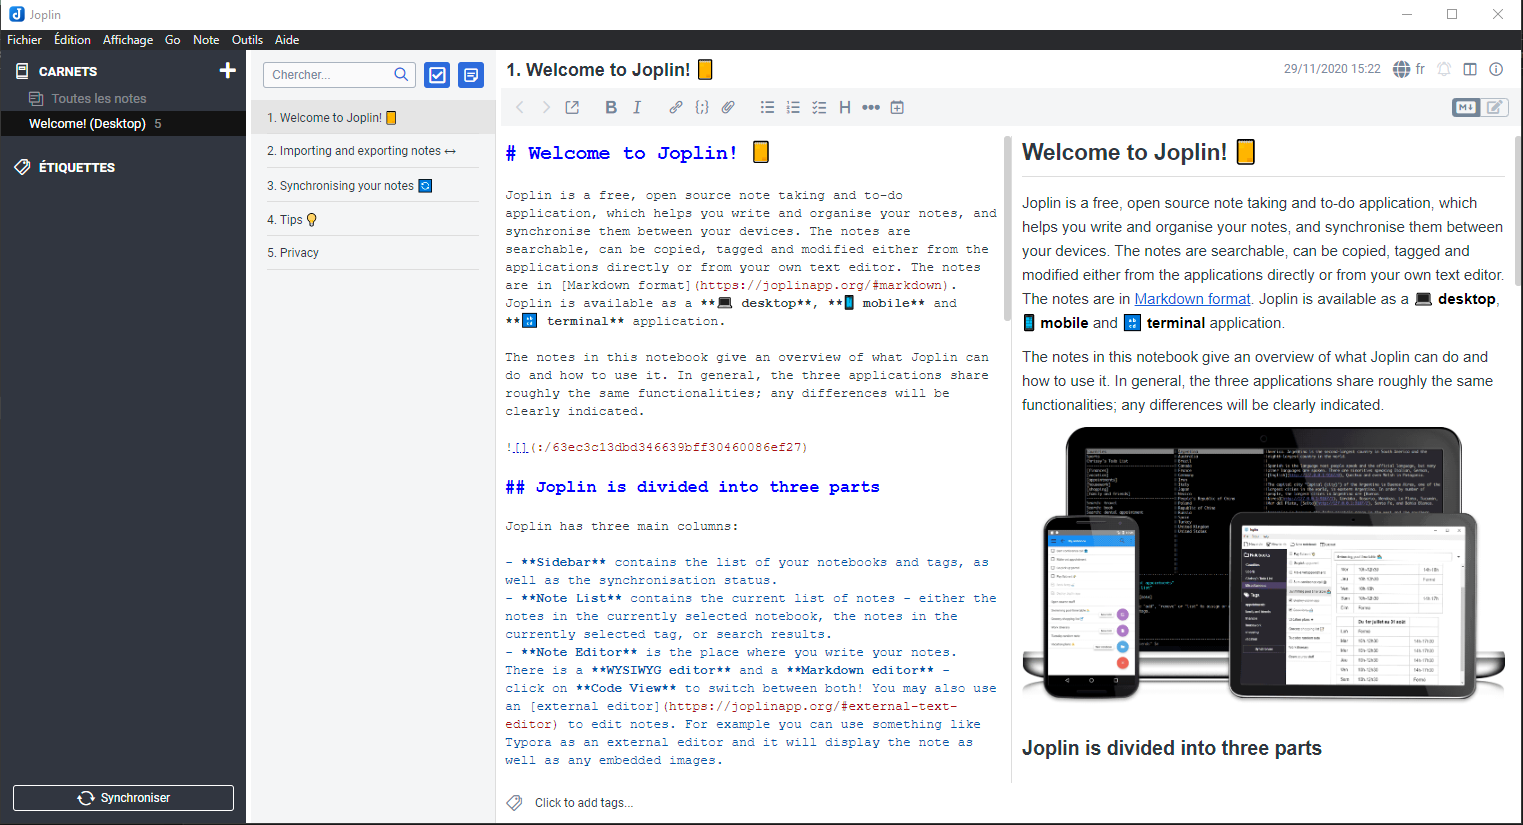 Joplin
Fichier Édition Affichage Go Note Outils Aide
CARNETS
Toutes les notes
Welcome! (Desktop) 5
ÉTIQUETTES
Synchroniser
Chercher...
1. Welcome to Joplin!
2. Importing and exporting notes ↔
3. Synchronising your notes
4. Tips
5. Privacy
1. Welcome to Joplin!
29/11/2020 15:22 fr
# Welcome to Joplin!
Joplin is a free, open source note taking and to-do
application, which helps you write and organise your notes, and
synchronise them between your devices. The notes are
searchable, can be copied, tagged and modified either from the
applications directly or from your own text editor. The notes
are in [Markdown format](https://joplinapp.org/#markdown).
Joplin is available as a **💻 desktop**, **📱 mobile** and
**🔡 terminal** application.
The notes in this notebook give an overview of what Joplin can
do and how to use it. In general, the three applications share
roughly the same functionalities; any differences will be
clearly indicated.
![](:/63ec3c13dbd346639bff30460086ef27)
## Joplin is divided into three parts
Joplin has three main columns:
- **Sidebar** contains the list of your notebooks and tags, as
well as the synchronisation status.
- **Note List** contains the current list of notes - either the
notes in the currently selected notebook, the notes in the
currently selected tag, or search results.
- **Note Editor** is the place where you write your notes.
There is a **WYSIWYG editor** and a **Markdown editor** -
click on **Code View** to switch between both! You may also use
an [external editor](https://joplinapp.org/#external-text-
editor) to edit notes. For example you can use something like
Typora as an external editor and it will display the note as
well as any embedded images.
Click to add tags...
Welcome to Joplin!
Joplin is a free, open source note taking and to-do application, which
helps you write and organise your notes, and synchronise them between
your devices. The notes are searchable, can be copied, tagged and
modified either from the applications directly or from your own text editor.
The notes are in Markdown format. Joplin is available as a 💻 desktop,
📱 mobile and 🔡 terminal application.
The notes in this notebook give an overview of what Joplin can do and
how to use it. In general, the three applications share roughly the same
functionalities; any differences will be clearly indicated.
Joplin is divided into three parts